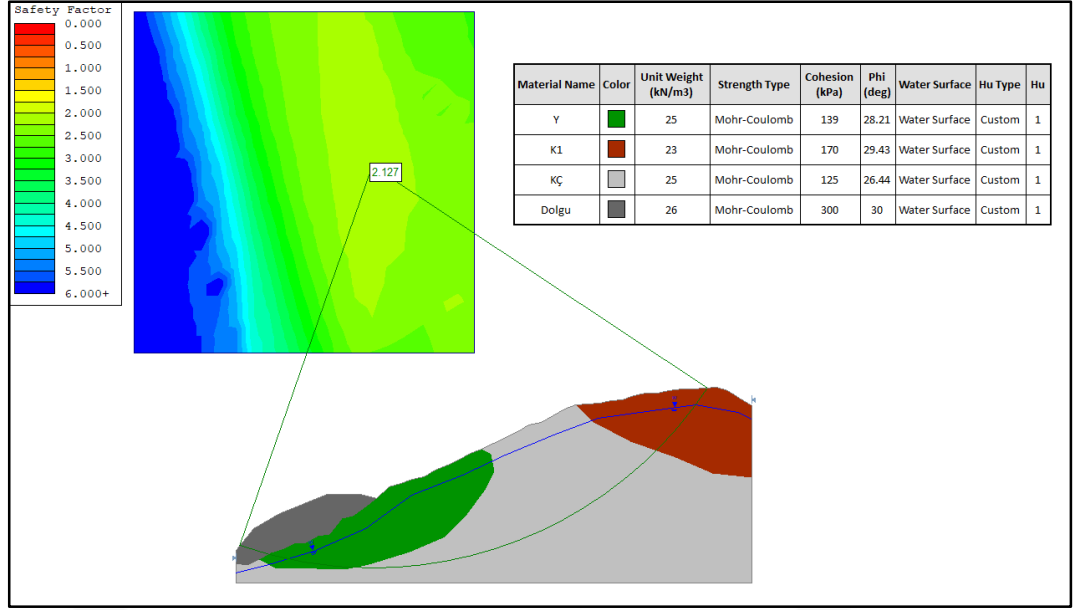 Safety Factor
0.000
0.500
1.000
1.500
2.000
2.500
3.000
3.500
4.000
4.500
5.000
5.500
6.000+
2.127
Material Name Color Unit Weight (kN/m3) Strength Type Cohesion (kPa) Phi (deg) Water Surface Hu Type Hu
Y 25 Mohr-Coulomb 139 28.21 Water Surface Custom 1
K1 23 Mohr-Coulomb 170 29.43 Water Surface Custom 1
KÇ 25 Mohr-Coulomb 125 26.44 Water Surface Custom 1
Dolgu 26 Mohr-Coulomb 300 30 Water Surface Custom 1